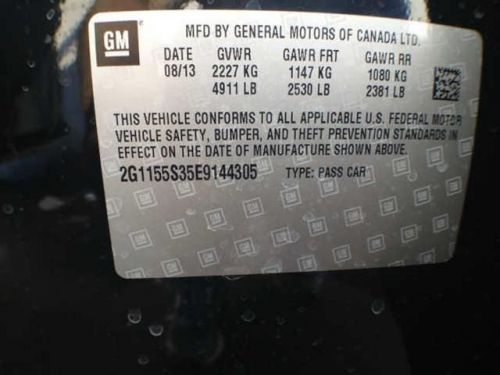 GM
MFD BY GENERAL MOTORS OF CANADA LTD.
DATE GVWR GAWR FRT GAWR RR
08/13 2227 KG 1147 KG 1080 KG
4911 LB 2530 LB 2381 LB
THIS VEHICLE CONFORMS TO ALL APPLICABLE U.S. FEDERAL MOTOR
VEHICLE SAFETY, BUMPER, AND THEFT PREVENTION STANDARDS IN
EFFECT ON THE DATE OF MANUFACTURE SHOWN ABOVE.
2G1155S35E9144305 TYPE: PASS CAR